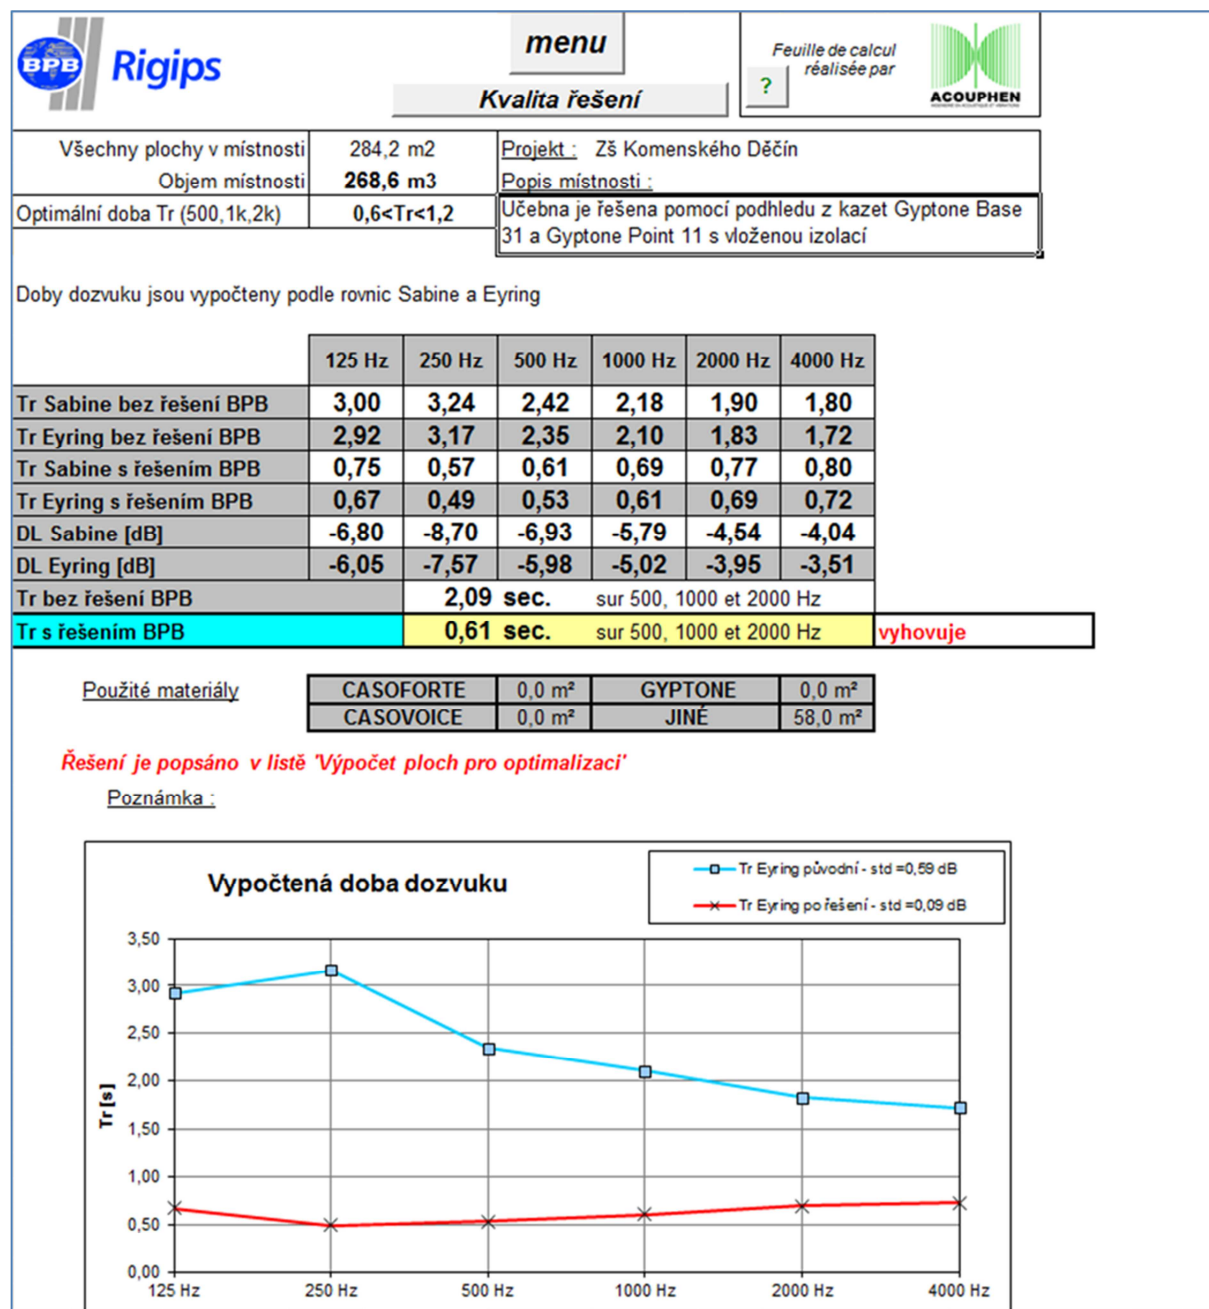 BPB Rigips
menu
Kvalita řešení
?
Feuille de calcul
réalisée par
ACOUPHEN
Všechny plochy v místnosti 284,2 m2 Projekt : Zš Komenského Děčín
Objem místnosti 268,6 m3 Popis místnosti :
Optimální doba Tr (500,1k,2k) 0,6<Tr<1,2 Učebna je řešena pomocí podhledu z kazet Gyptone Base
31 a Gyptone Point 11 s vloženou izolací
Doby dozvuku jsou vypočteny podle rovnic Sabine a Eyring
125 Hz 250 Hz 500 Hz 1000 Hz 2000 Hz 4000 Hz
Tr Sabine bez řešení BPB 3,00 3,24 2,42 2,18 1,90 1,80
Tr Eyring bez řešení BPB 2,92 3,17 2,35 2,10 1,83 1,72
Tr Sabine s řešením BPB 0,75 0,57 0,61 0,69 0,77 0,80
Tr Eyring s řešením BPB 0,67 0,49 0,53 0,61 0,69 0,72
DL Sabine [dB] -6,80 -8,70 -6,93 -5,79 -4,54 -4,04
DL Eyring [dB] -6,05 -7,57 -5,98 -5,02 -3,95 -3,51
Tr bez řešení BPB 2,09 sec. sur 500, 1000 et 2000 Hz
Tr s řešením BPB 0,61 sec. sur 500, 1000 et 2000 Hz vyhovuje
Použité materiály CASOFORTE 0,0 m² GYPTONE 0,0 m²
CASOVOICE 0,0 m² JINÉ 58,0 m²
Řešení je popsáno v listě 'Výpočet ploch pro optimalizaci'
Poznámka :
Vypočtená doba dozvuku
Tr Eyring původní - std =0,59 dB
Tr Eyring po řešení - std =0,09 dB
3,50
3,00
2,50
2,00
1,50
1,00
0,50
0,00
Tr [s]
125 Hz 250 Hz 500 Hz 1000 Hz 2000 Hz 4000 Hz